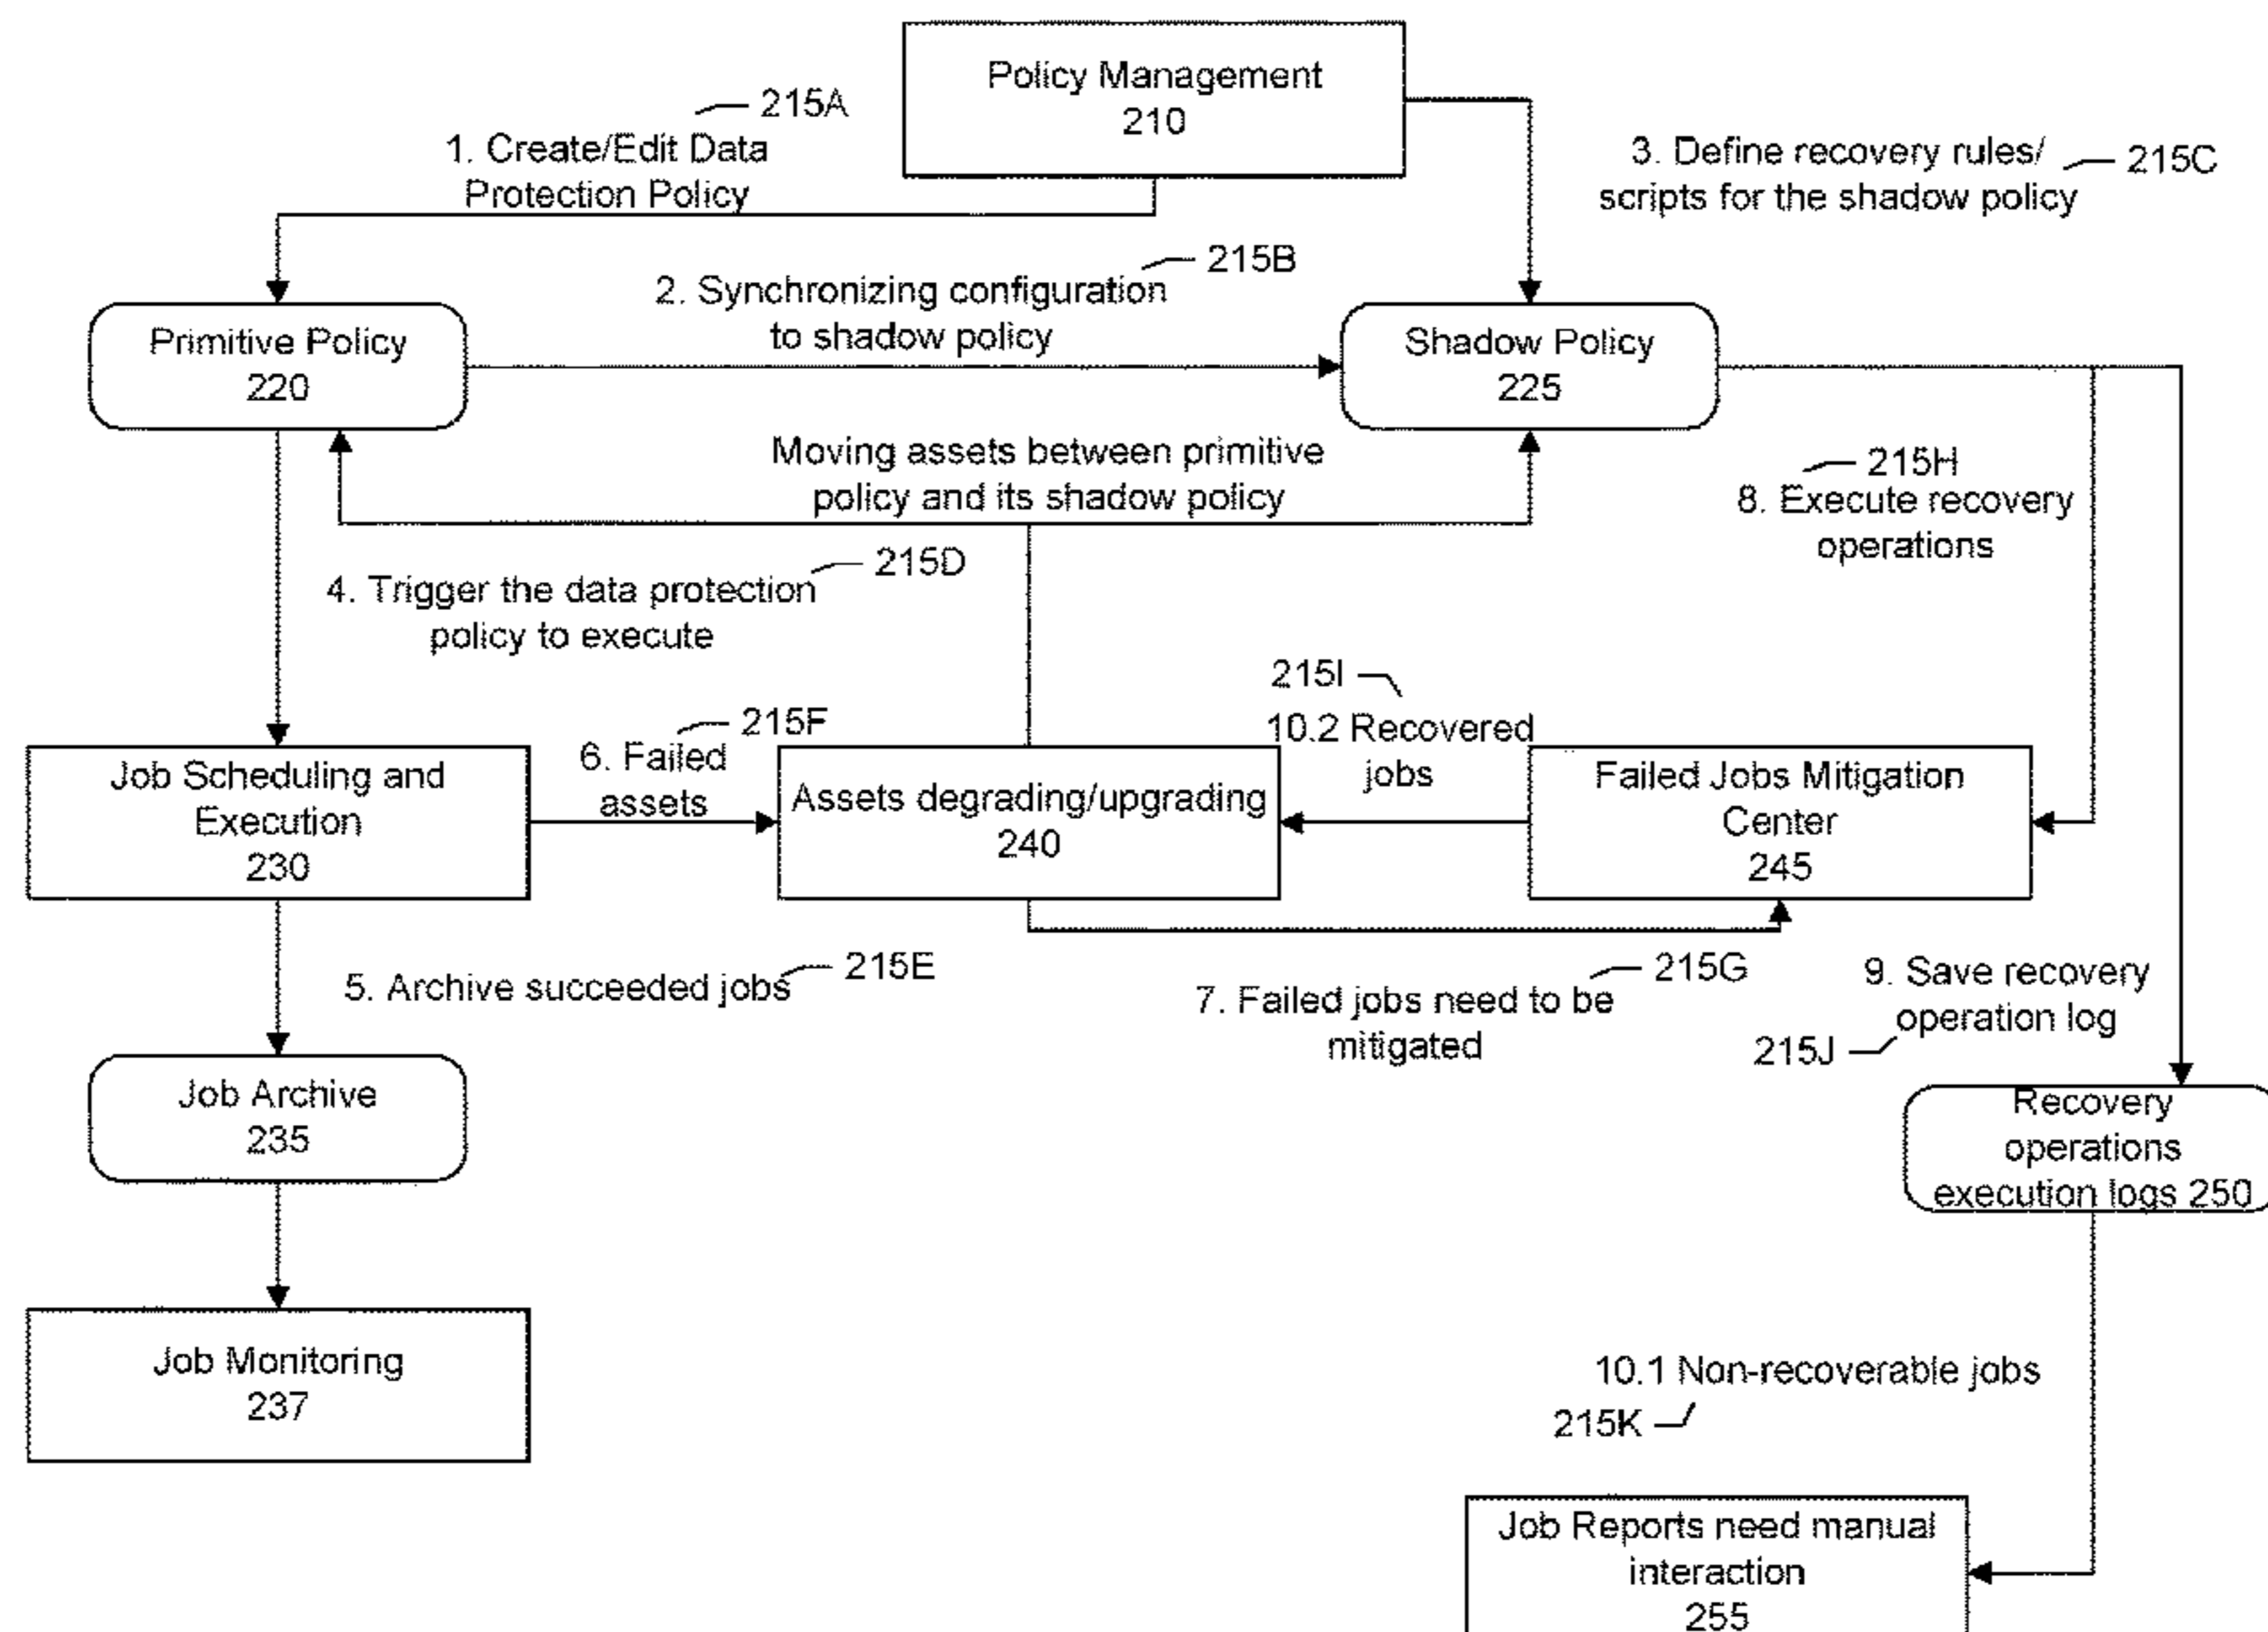 Policy Management
210
215A
1. Create/Edit Data
Protection Policy
3. Define recovery rules/
scripts for the shadow policy
215C
215B
2. Synchronizing configuration
to shadow policy
Primitive Policy
220
Shadow Policy
225
Moving assets between primitive
policy and its shadow policy
215H
8. Execute recovery
operations
215D
4. Trigger the data protection
policy to execute
215I
10.2 Recovered
jobs
215F
6. Failed
assets
Job Scheduling and
Execution
230
Assets degrading/upgrading
240
Failed Jobs Mitigation
Center
245
215E
5. Archive succeeded jobs
215G
7. Failed jobs need to be
mitigated
9. Save recovery
operation log
215J
Job Archive
235
Recovery
operations
execution logs 250
Job Monitoring
237
10.1 Non-recoverable jobs
215K
Job Reports need manual
interaction
255